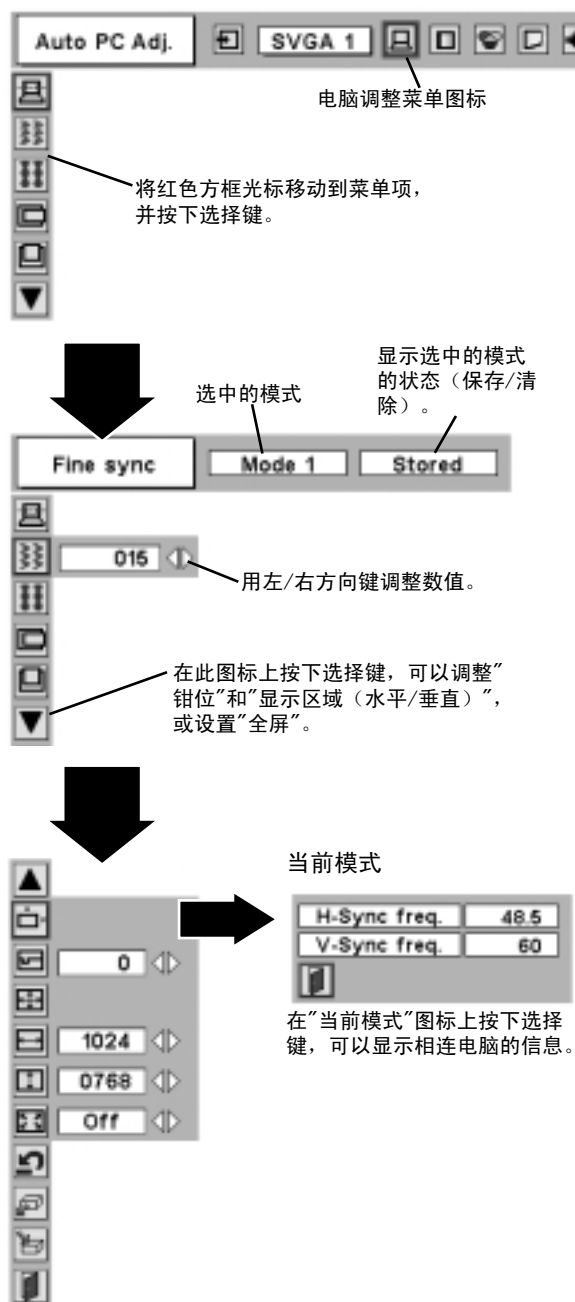 Auto PC Adj.
SVGA 1
电脑调整菜单图标
将红色方框光标移动到菜单项，
并按下选择键。
显示选中的模式
的状态（保存/清
除）。
选中的模式
Fine sync
Mode 1
Stored
015
用左/右方向键调整数值。
在此图标上按下选择键，可以调整"
钳位"和"显示区域（水平/垂直）"，
或设置"全屏"。
当前模式
H-Sync freq. 48.5
V-Sync freq. 60
在"当前模式"图标上按下选择
键，可以显示相连电脑的信息。
0
1024
0768
Off